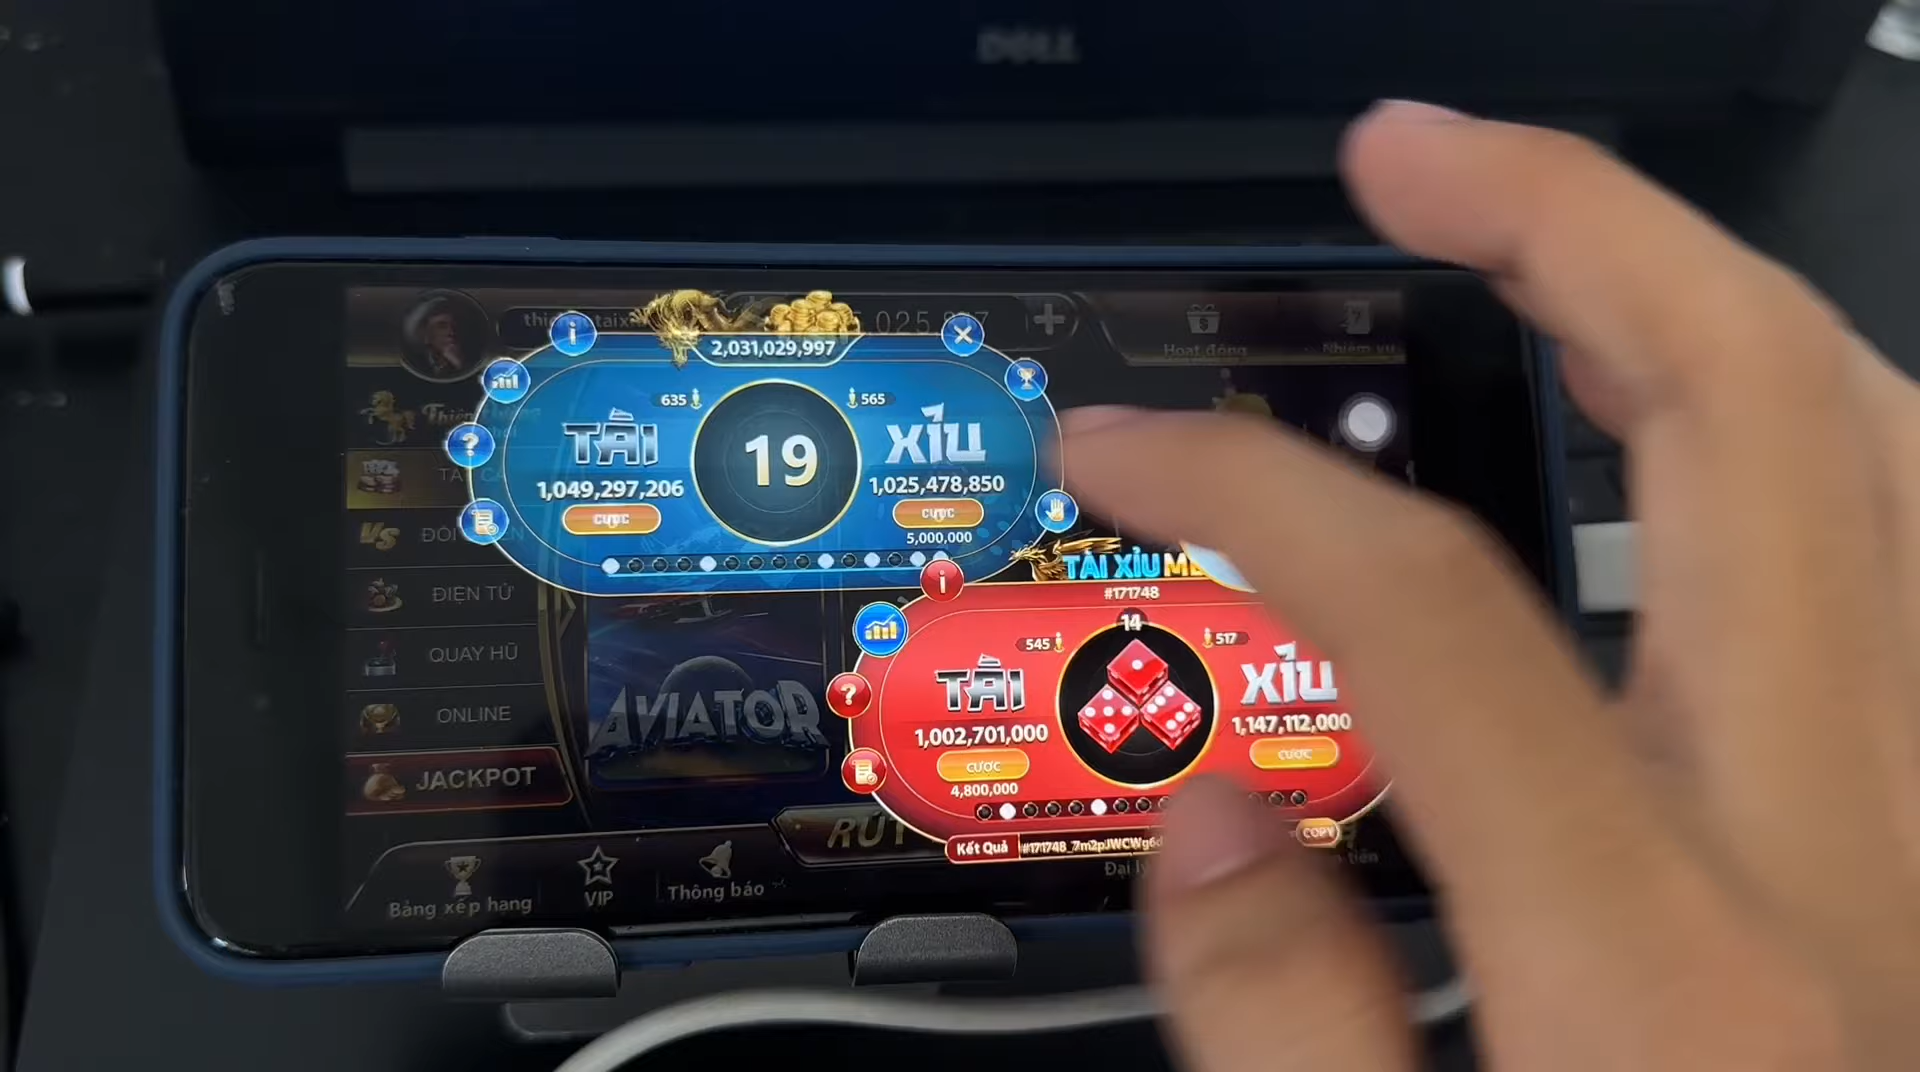 DELL
2,031,029,997
Hoạt động
Nhiệm vụ
635
565
TÀI
19
XỈU
1,049,297,206
1,025,478,850
CƯỢC
CƯỢC
5,000,000
ĐIỆN TỬ
QUAY HŨ
ONLINE
JACKPOT
AVIATOR
TÀI XỈU
#171748
14
545
517
TÀI
XỈU
1,002,701,000
1,147,112,000
CƯỢC
CƯỢC
4,800,000
Kết Quả
COPY
Bảng xếp hạng
VIP
Thông báo